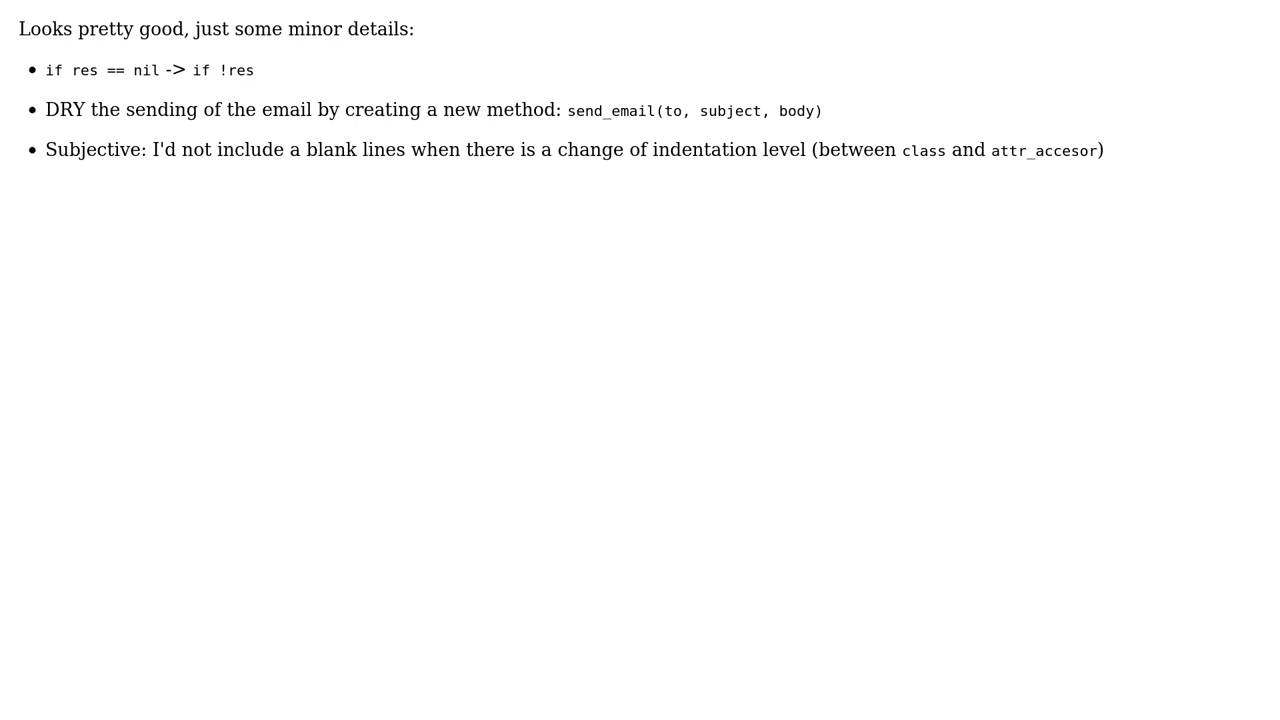 Looks pretty good, just some minor details:
• if res == nil -> if !res
• DRY the sending of the email by creating a new method: send_email(to, subject, body)
• Subjective: I'd not include a blank lines when there is a change of indentation level (between class and attr_accesor)